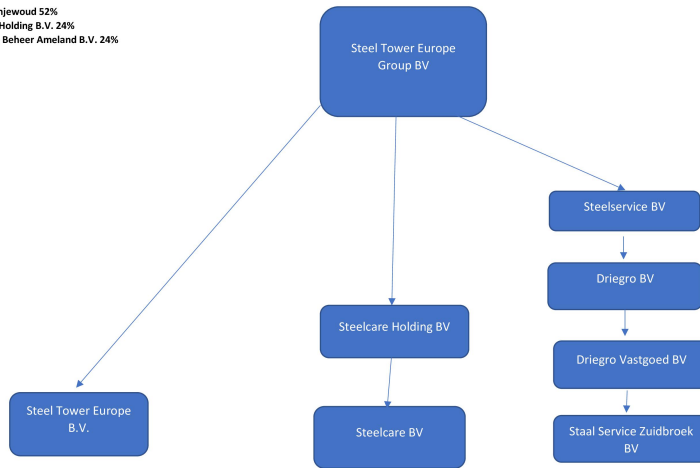 njewoud 52%
Holding B.V. 24%
Beheer Ameland B.V. 24%
Steel Tower Europe
Group BV
Steelservice BV
Driegro BV
Steelcare Holding BV
Driegro Vastgoed BV
Steel Tower Europe
B.V.
Steelcare BV
Staal Service Zuidbroek
BV